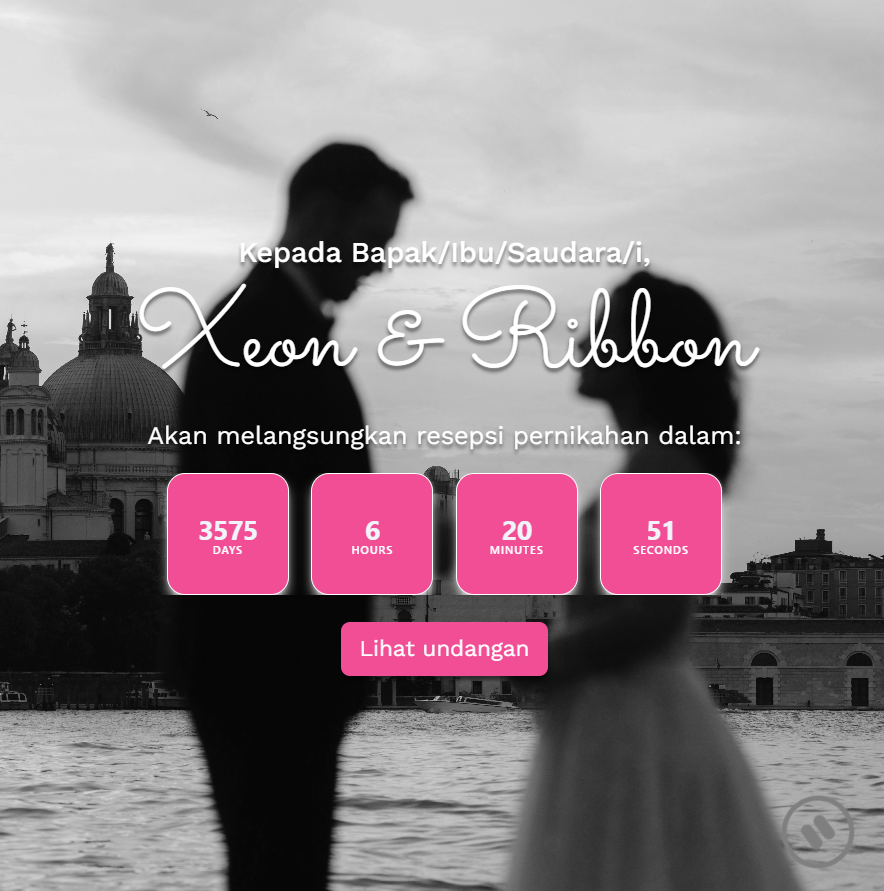 Kepada Bapak/Ibu/Saudara/i,
Xeon & Ribbon
Akan melangsungkan resepsi pernikahan dalam:
3575 6 20 51
DAYS HOURS MINUTES SECONDS
Lihat undangan